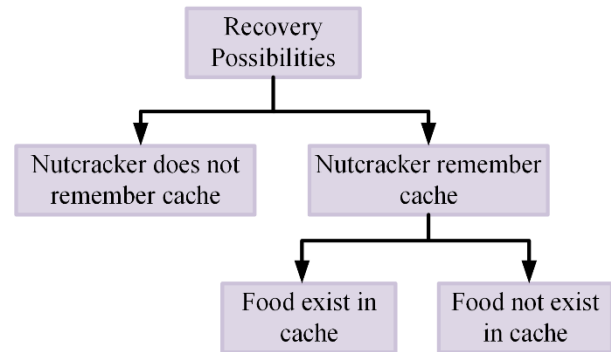 Recovery
Possibilities
Nutcracker does not
remember cache
Nutcracker remember
cache
Food exist in
cache
Food not exist
in cache